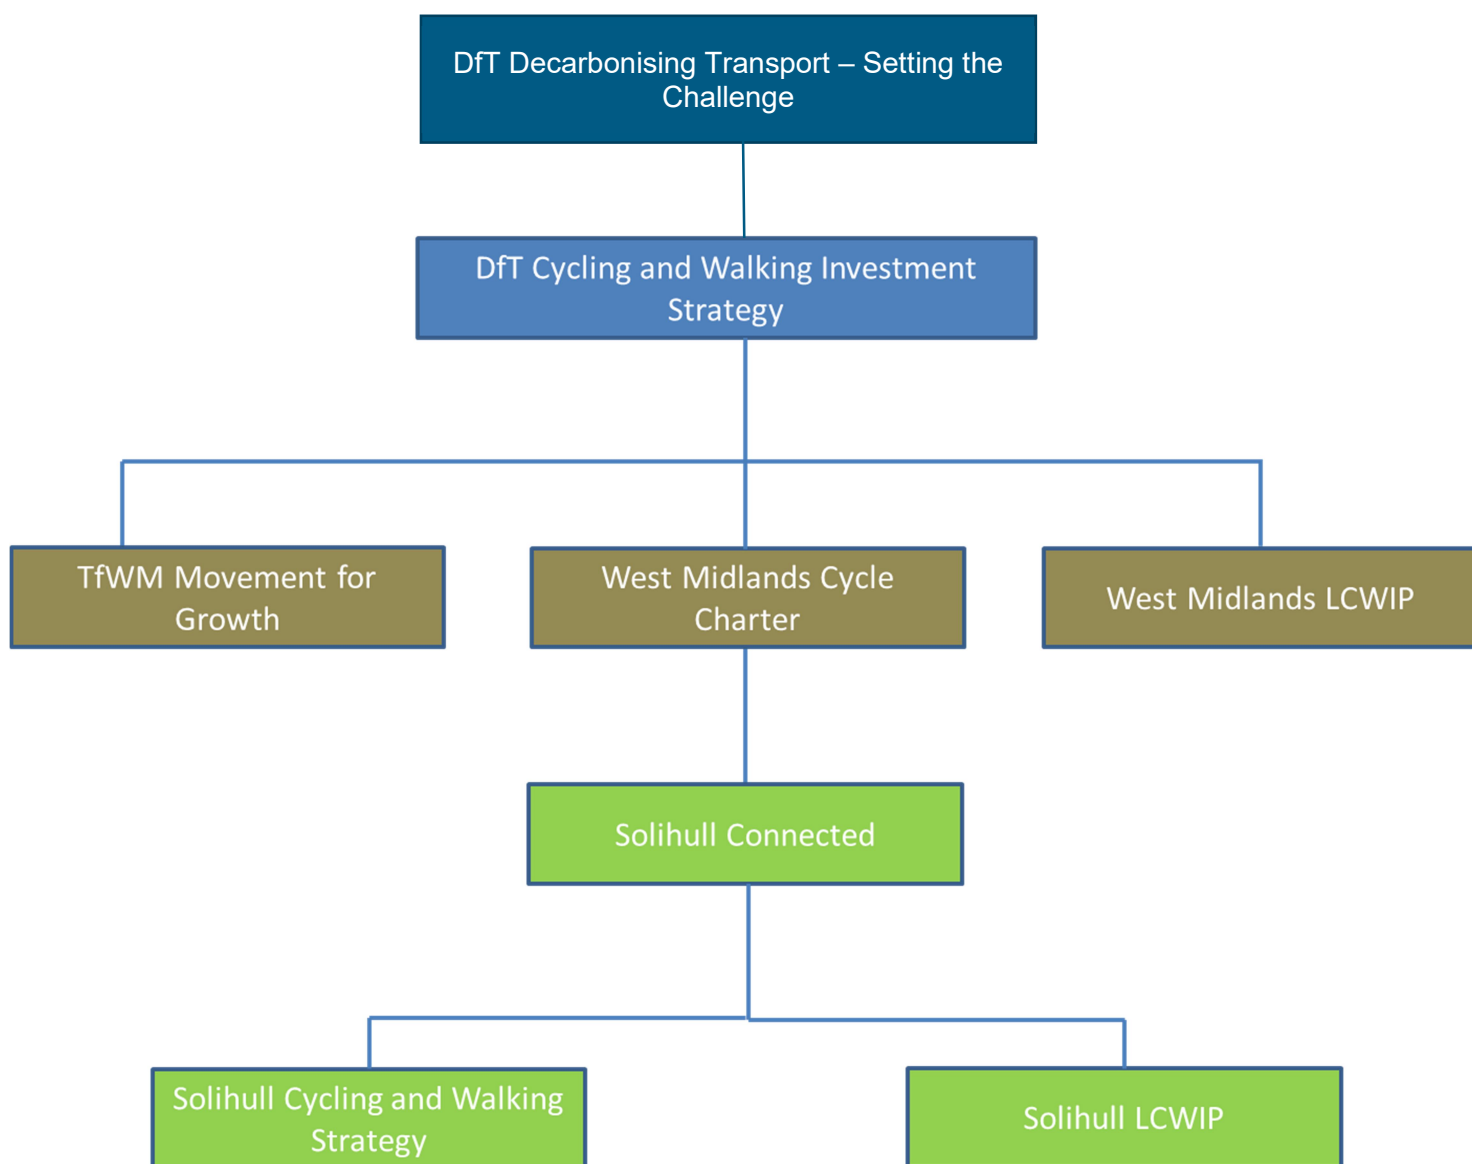 DfT Decarbonising Transport – Setting the
Challenge
DfT Cycling and Walking Investment
Strategy
TfWM Movement for
Growth
West Midlands Cycle
Charter
West Midlands LCWIP
Solihull Connected
Solihull Cycling and Walking
Strategy
Solihull LCWIP